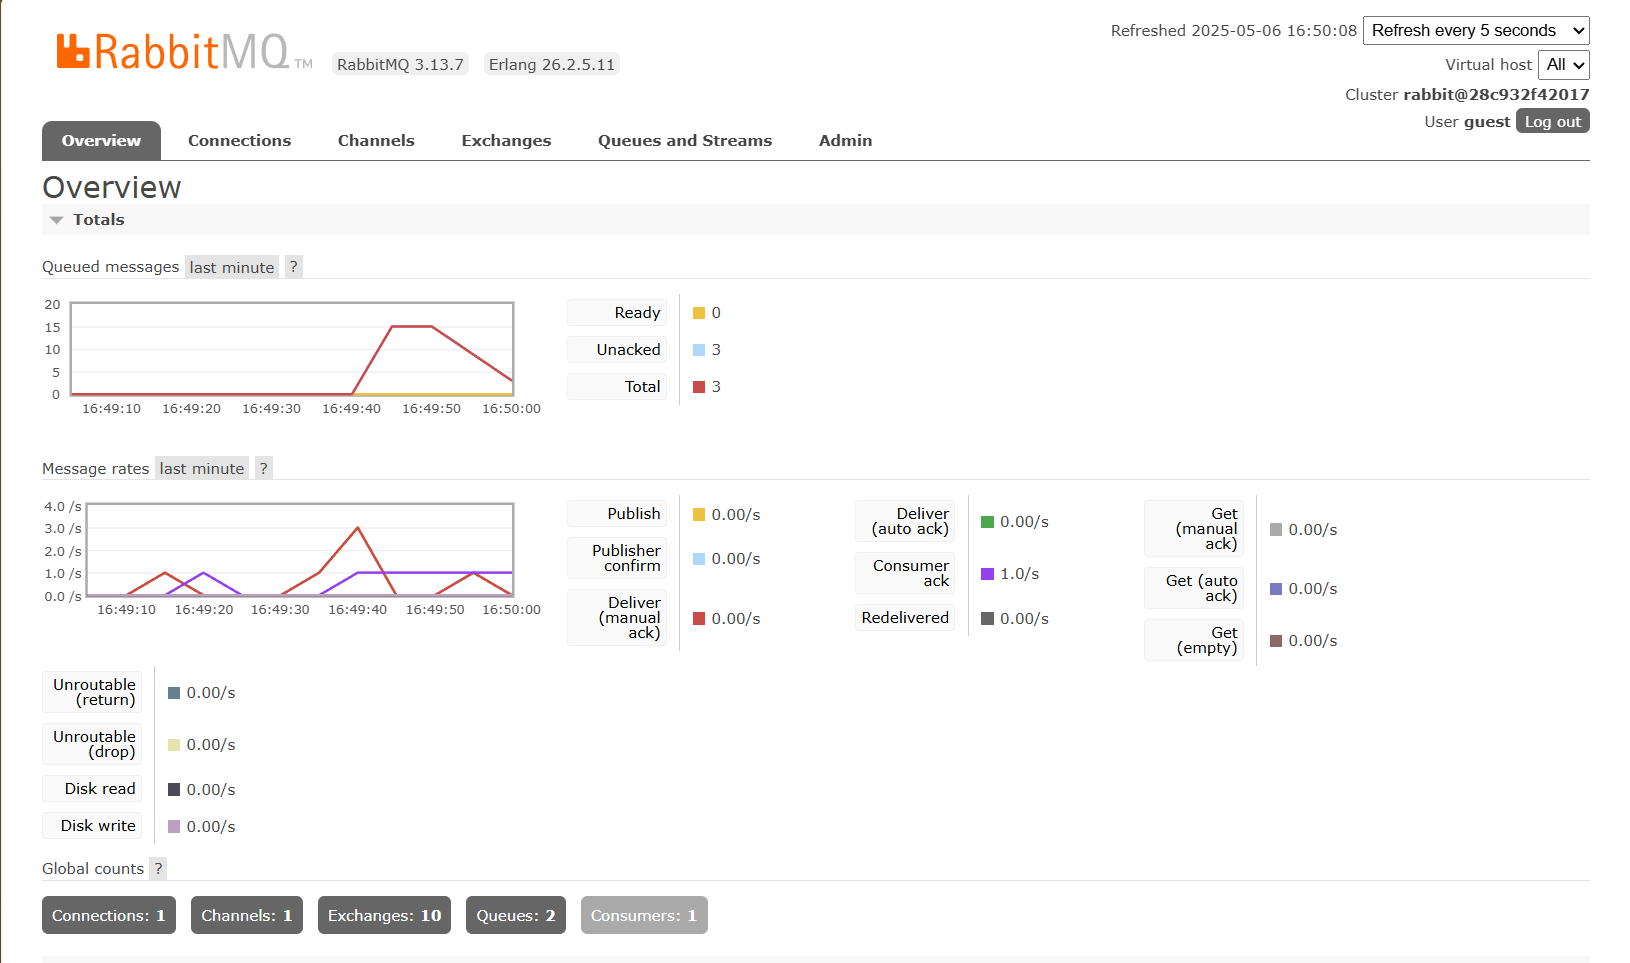 RabbitMQ TM
RabbitMQ 3.13.7
Erlang 26.2.5.11
Refreshed 2025-05-06 16:50:08
Refresh every 5 seconds
Virtual host
All
Cluster rabbit@28c932f42017
User guest
Log out
Overview
Connections
Channels
Exchanges
Queues and Streams
Admin
Overview
Totals
Queued messages last minute ?
20
15
10
5
0
16:49:10
16:49:20
16:49:30
16:49:40
16:49:50
16:50:00
Ready
0
Unacked
3
Total
3
Message rates last minute ?
4.0 /s
3.0 /s
2.0 /s
1.0 /s
0.0 /s
16:49:10
16:49:20
16:49:30
16:49:40
16:49:50
16:50:00
Publish
0.00/s
Publisher
confirm
0.00/s
Deliver
(manual
ack)
0.00/s
Deliver
(auto ack)
0.00/s
Consumer
ack
1.0/s
Redelivered
0.00/s
Get
(manual
ack)
0.00/s
Get (auto
ack)
0.00/s
Get
(empty)
0.00/s
Unroutable
(return)
0.00/s
Unroutable
(drop)
0.00/s
Disk read
0.00/s
Disk write
0.00/s
Global counts ?
Connections: 1
Channels: 1
Exchanges: 10
Queues: 2
Consumers: 1